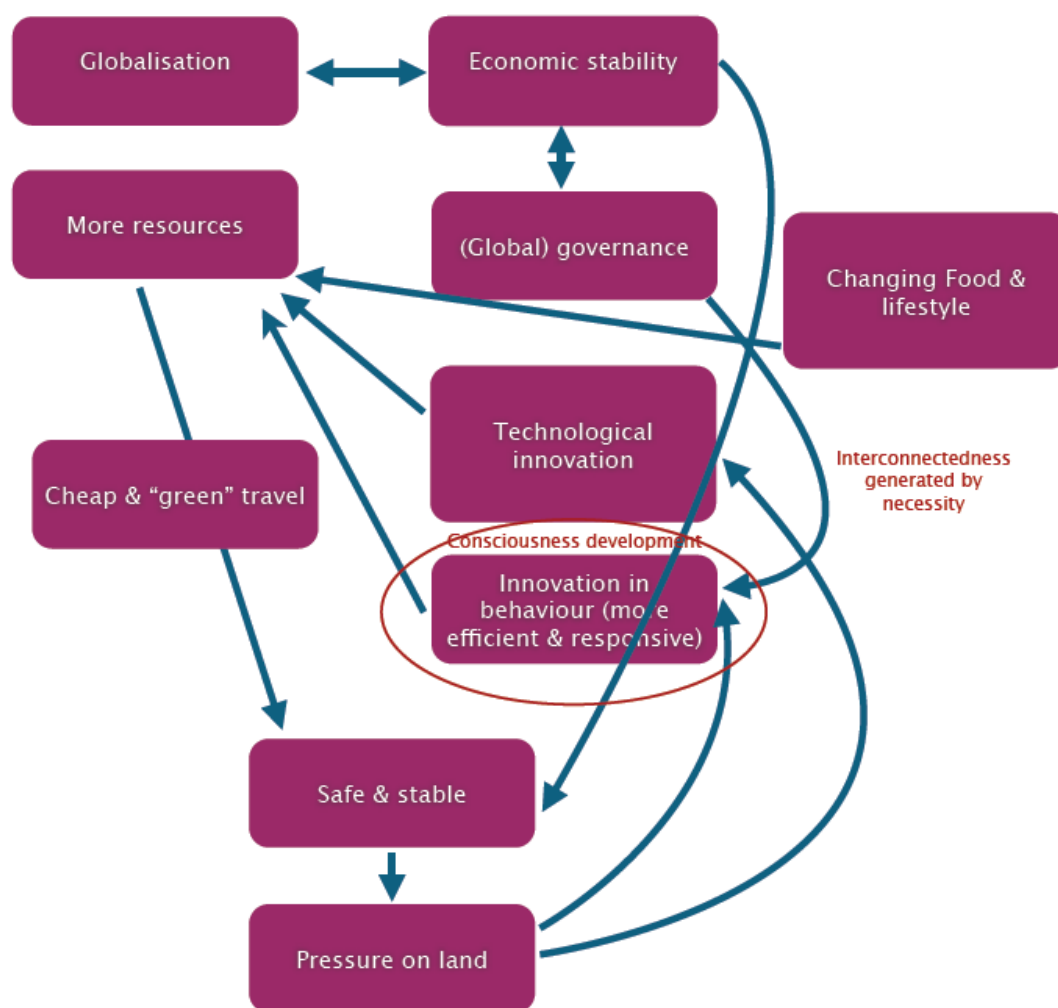 Globalisation
Economic stability
More resources
(Global) governance
Changing Food &
lifestyle
Technological
innovation
Interconnectedness
generated by
necessity
Cheap & “green” travel
Consciousness development
Innovation in
behaviour (more
efficient & responsive)
Safe & stable
Pressure on land